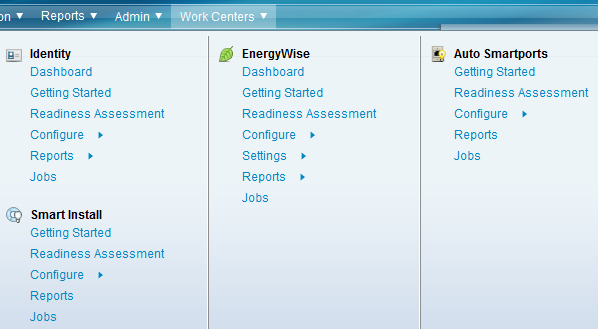 on Reports Admin Work Centers
Identity
Dashboard
Getting Started
Readiness Assessment
Configure
Reports
Jobs
Smart Install
Getting Started
Readiness Assessment
Configure
Reports
Jobs
EnergyWise
Dashboard
Getting Started
Readiness Assessment
Configure
Settings
Reports
Jobs
Auto Smartports
Getting Started
Readiness Assessment
Configure
Reports
Jobs